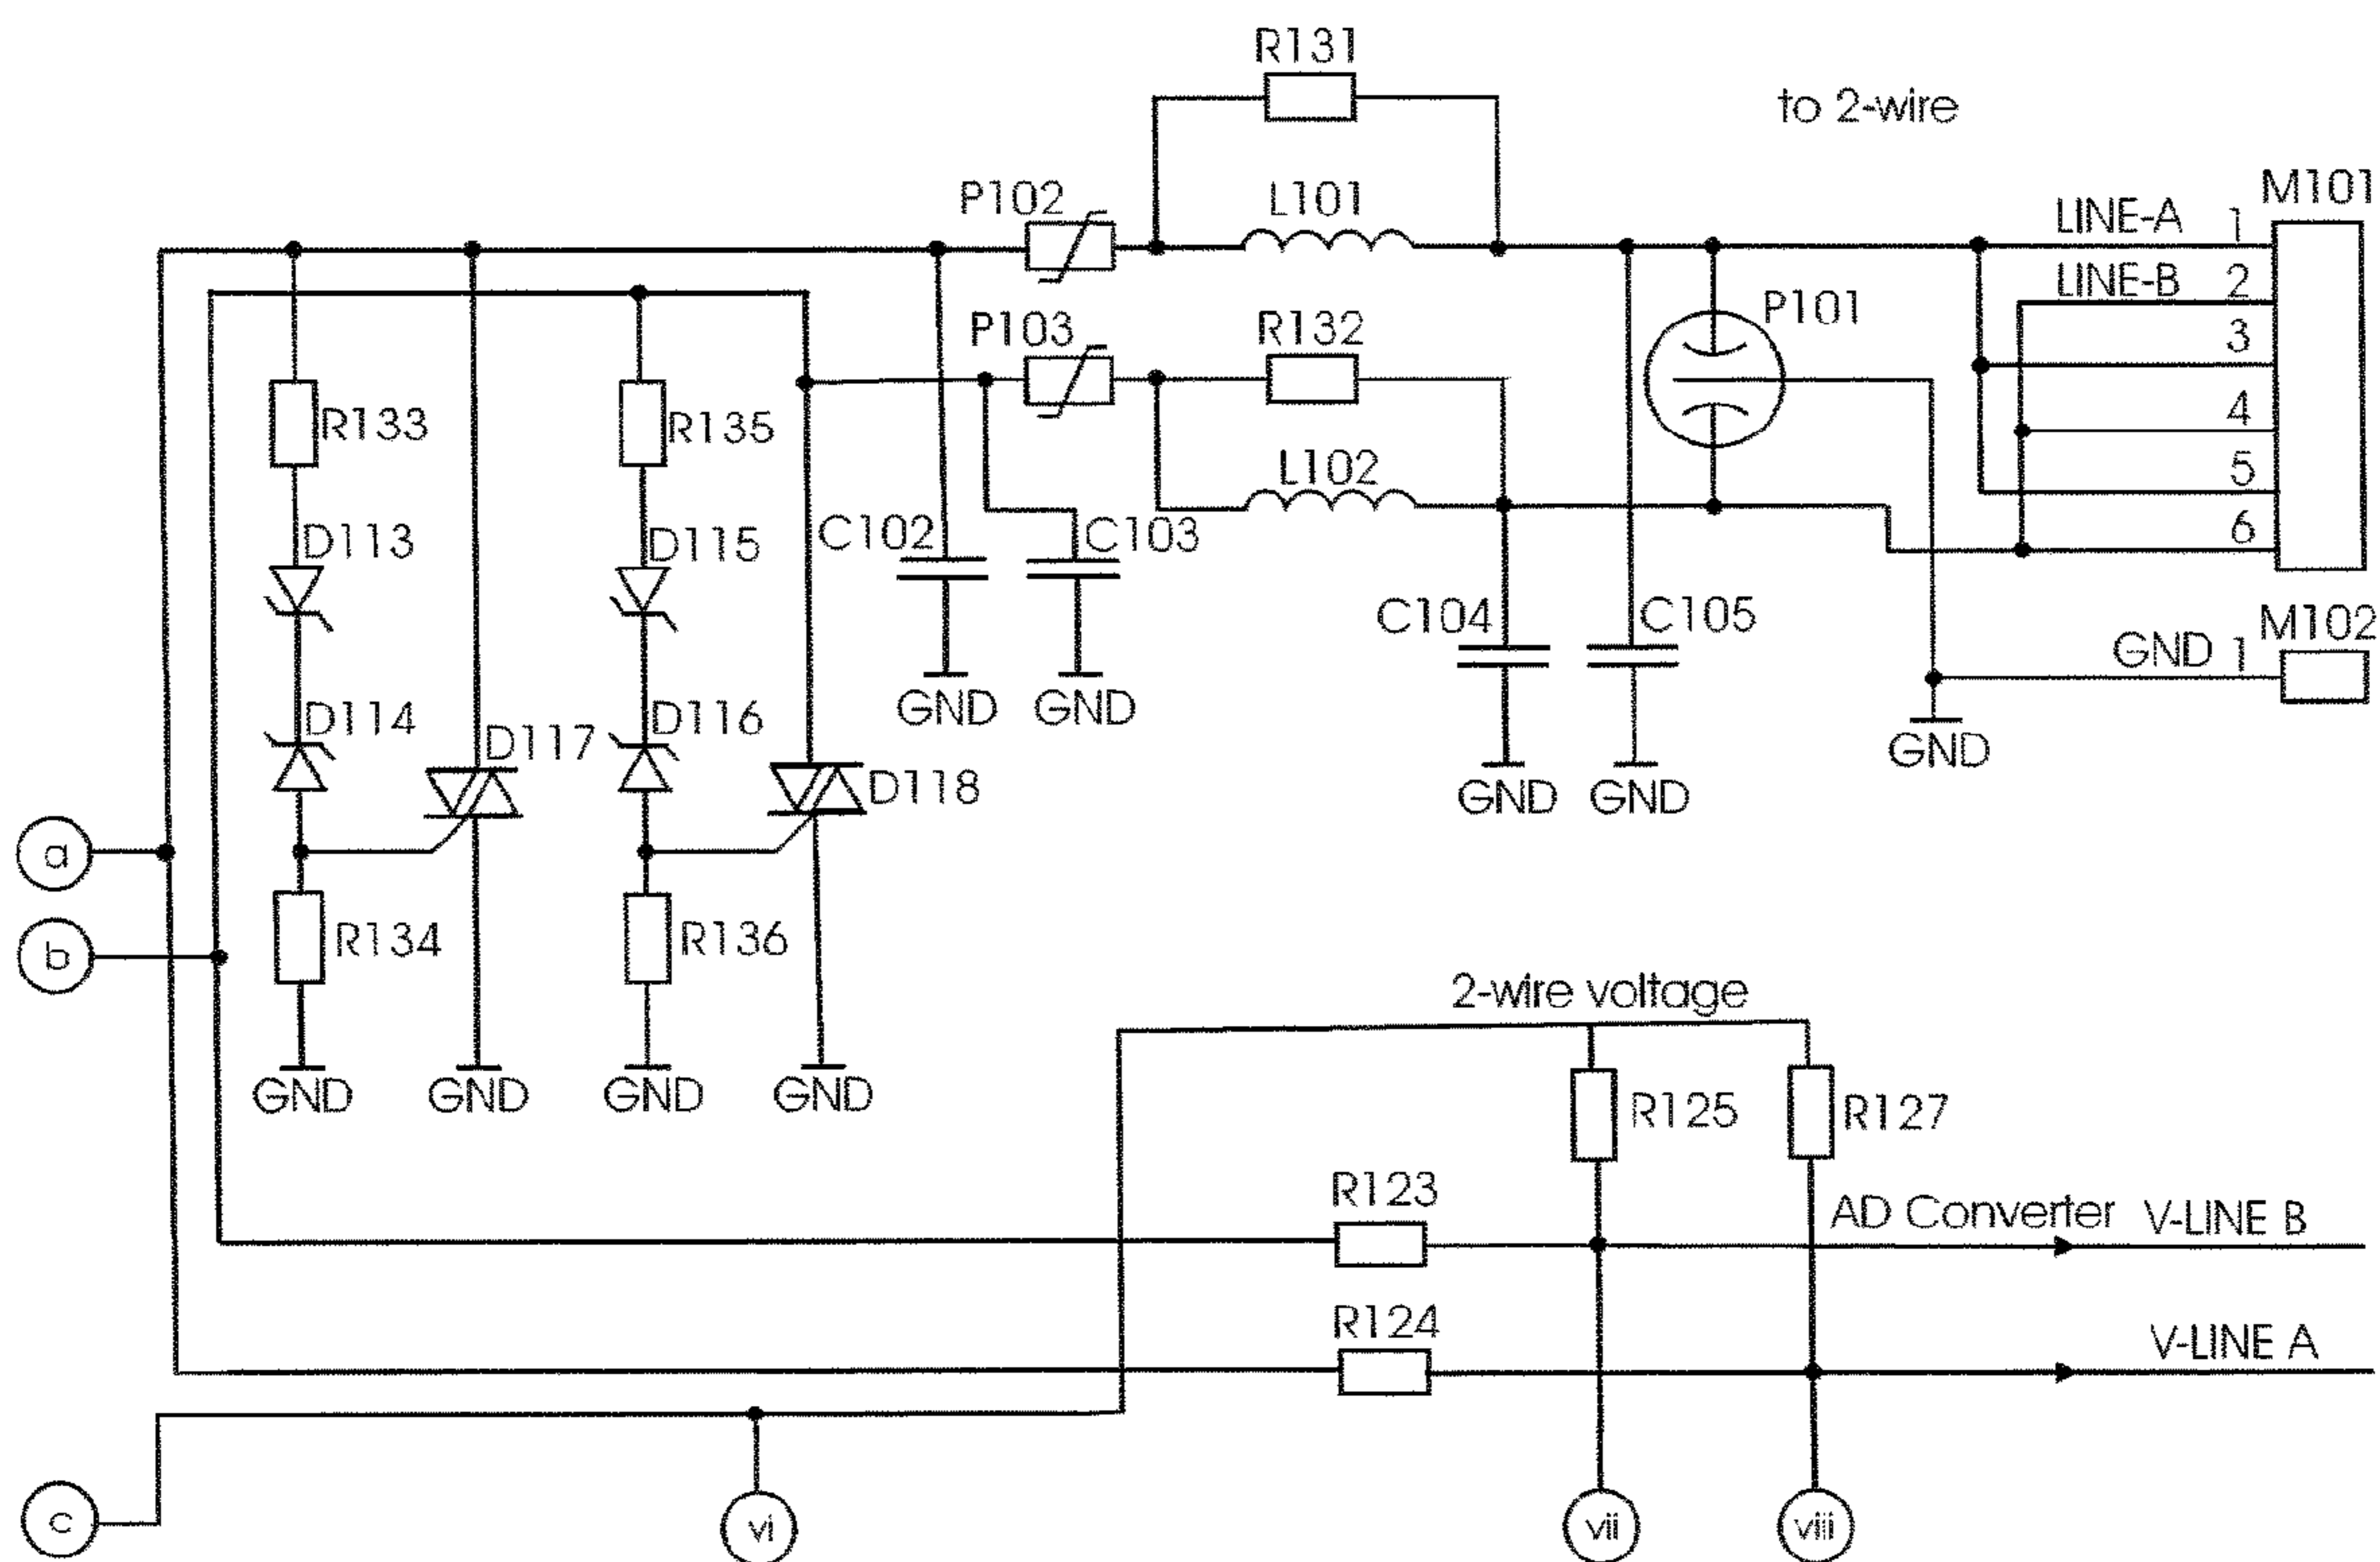 R131
to 2-wire
P102
L101
M101
LINE-A
1
LINE-B
2
P101
P103
R132
3
R133
R135
4
L102
5
C102
C103
6
D113
D115
C104
C105
GND 1
M102
GND
GND
D114
D116
D117
GND
D118
GND
GND
a
R134
R136
b
2-wire voltage
GND
GND
GND
GND
R125
R127
R123
AD Converter
V-LINE B
R124
V-LINE A
c
vi
vii
viii